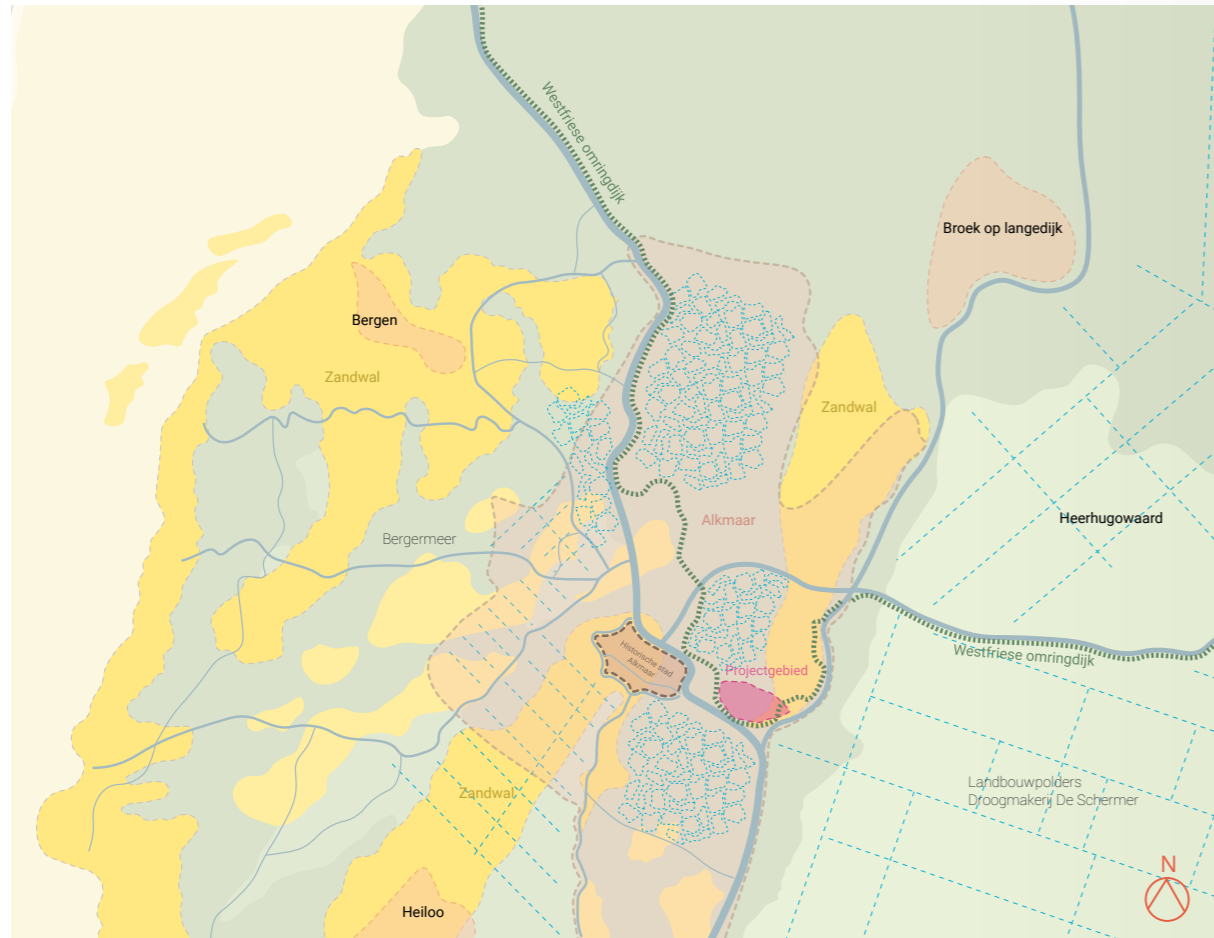 Westfriese omringdijk
Broek op langedijk
Bergen
Zandwal
Zandwal
Alkmaar
Heerhugowaard
Bergermeer
Historische stad
Alkmaar
Westfriese omringdijk
Projectgebied
Zandwal
Landbouwpolders
Droogmakerij De Schermer
N
Heiloo